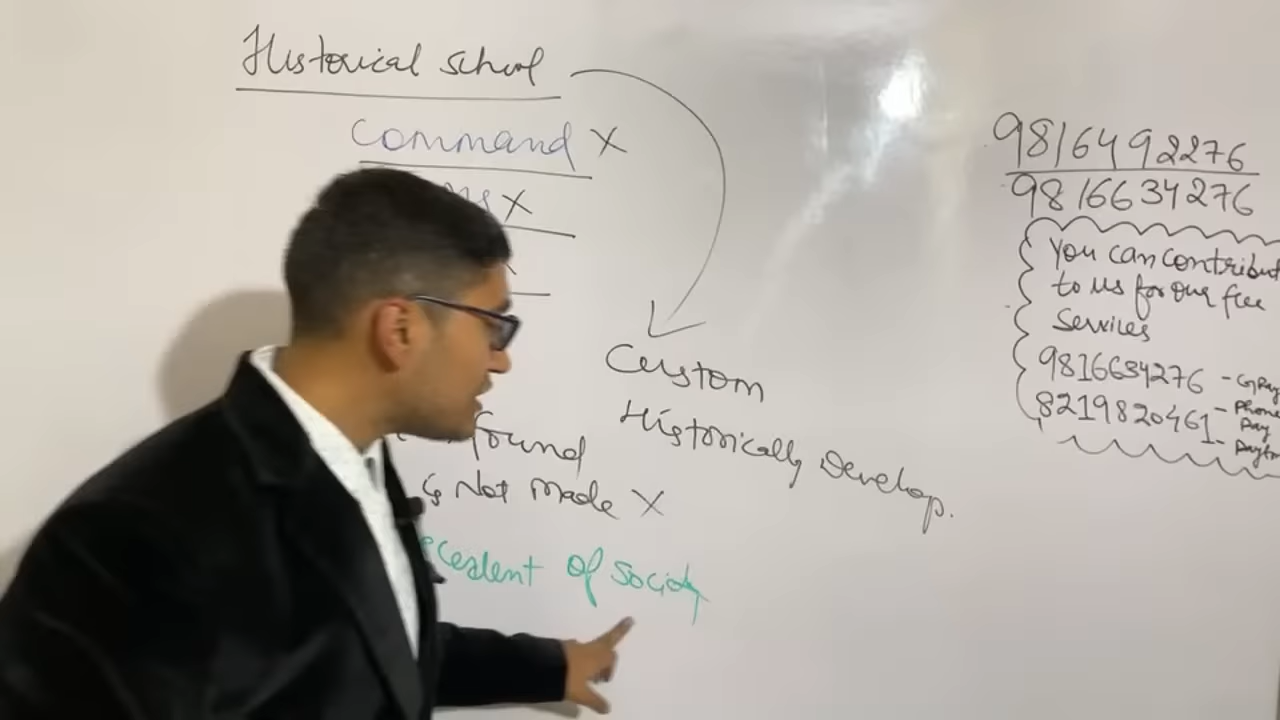 Historical School
Command X
X
Custom
Historically Develop.
found
is Not made X
of Society
9816492276
9816634276
You can contribut
to us for our free
Services
9816634276 - GPay
8219820461 - Phone
Pay
- Paytm